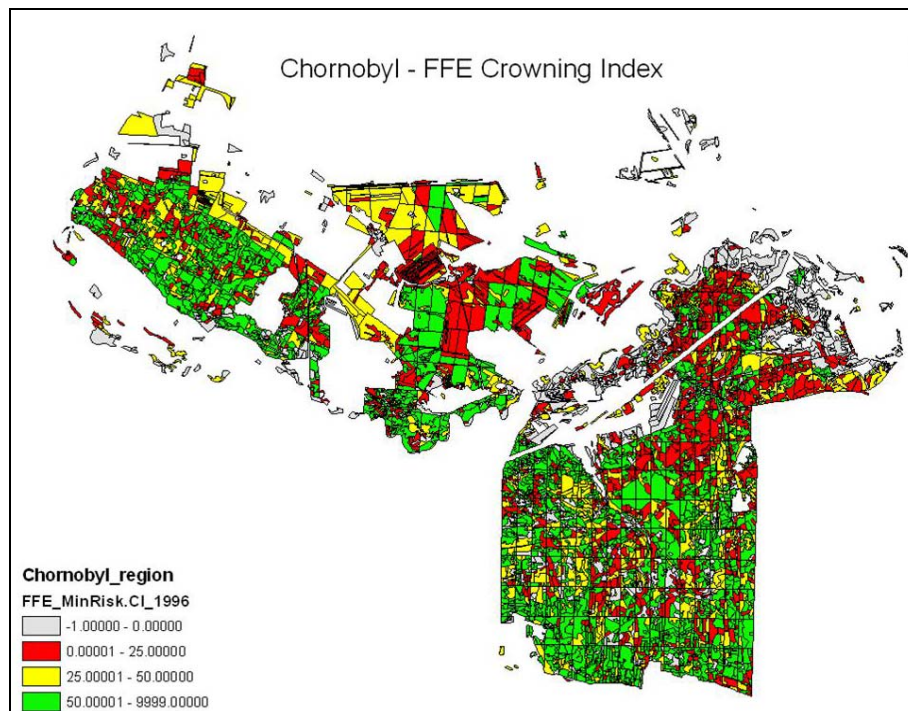 Chornobyl - FFE Crowning Index
Chornobyl_region
FFE_MinRisk.CI_1996
-1.00000 - 0.00000
0.00001 - 25.00000
25.00001 - 50.00000
50.00001 - 9999.00000